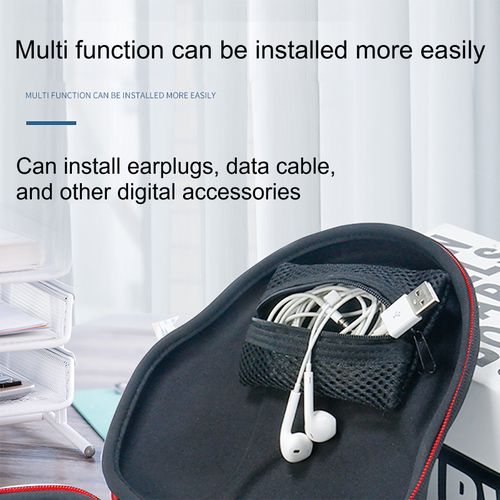 Multi function can be installed more easily
MULTI FUNCTION CAN BE INSTALLED MORE EASILY
Can install earplugs, data cable,
and other digital accessories